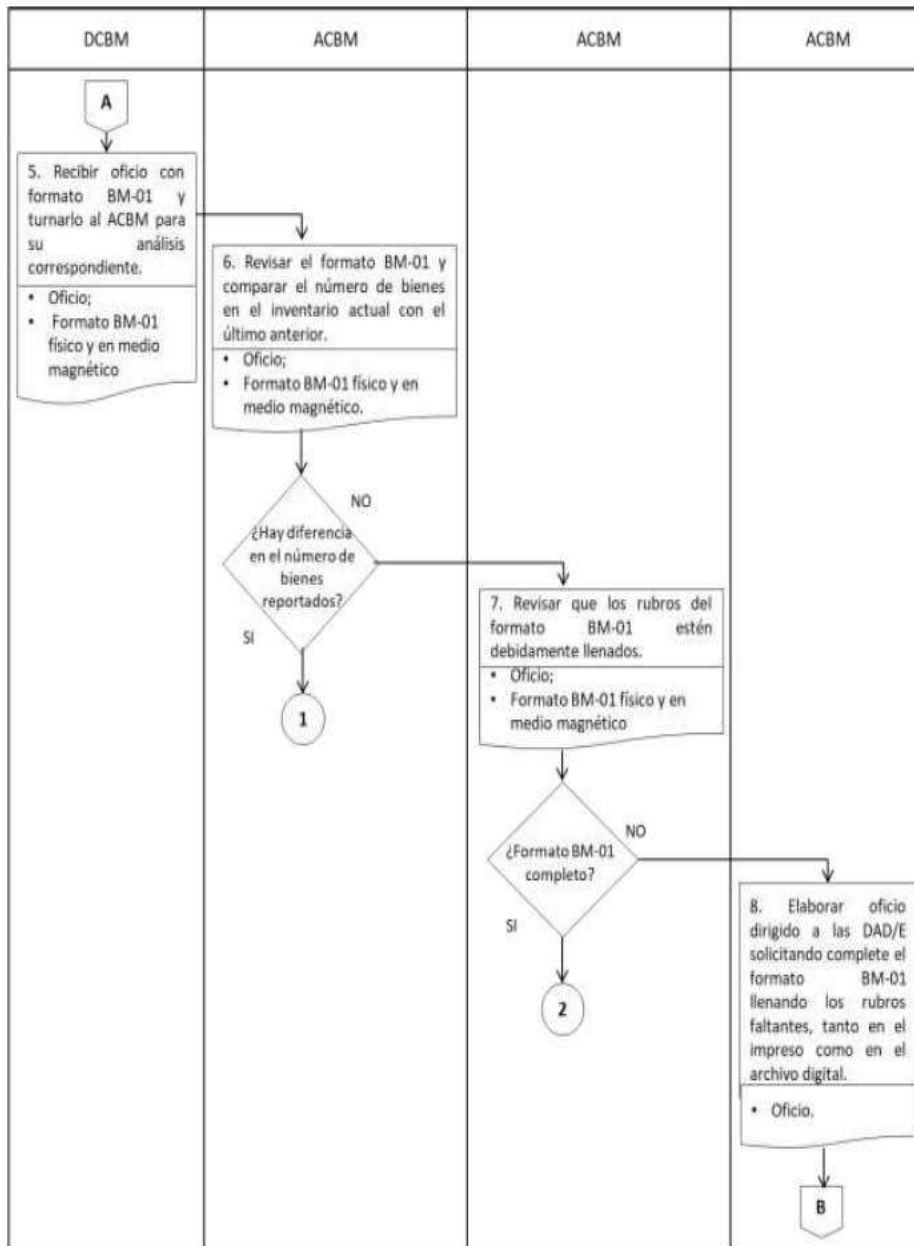 DCBM
ACBM
ACBM
ACBM
A
5. Recibir oficio con
formato BM-01 y
turnarlo al ACBM para
su análisis
correspondiente.
• Oficio;
• Formato BM-01
físico y en medio
magnético
6. Revisar el formato BM-01 y
comparar el número de bienes
en el inventario actual con el
último anterior.
• Oficio;
• Formato BM-01 físico y en
medio magnético.
NO
¿Hay diferencia
en el número de
bienes
reportados?
SI
1
7. Revisar que los rubros del
formato BM-01 estén
debidamente llenados.
• Oficio;
• Formato BM-01 físico y en
medio magnético
NO
¿Formato BM-01
completo?
SI
2
8. Elaborar oficio
dirigido a las DAD/E
solicitando complete el
formato BM-01
llenando los rubros
faltantes, tanto en el
impreso como en el
archivo digital.
• Oficio.
B